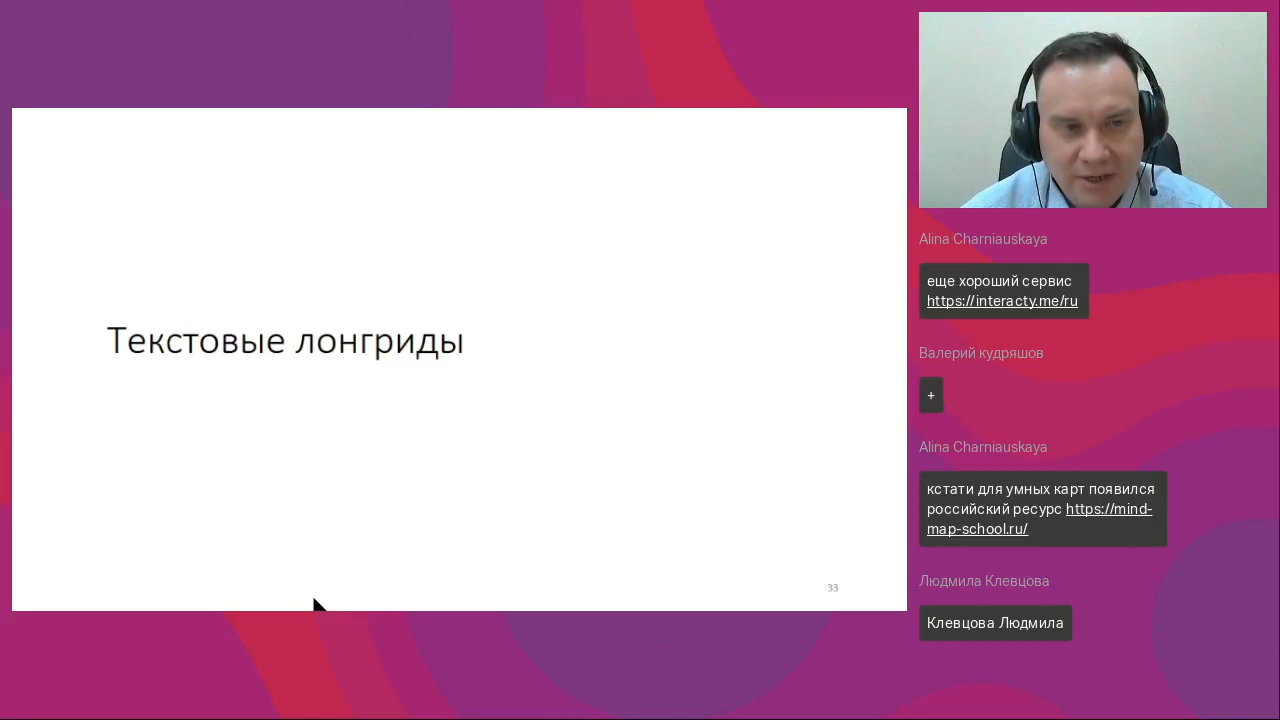 Текстовые лонгриды
33
Alina Charniauskaya
еще хороший сервис
https://interacty.me/ru
Валерий кудряшов
+
Alina Charniauskaya
кстати для умных карт появился
российский ресурс https://mind-
map-school.ru/
Людмила Клевцова
Клевцова Людмила